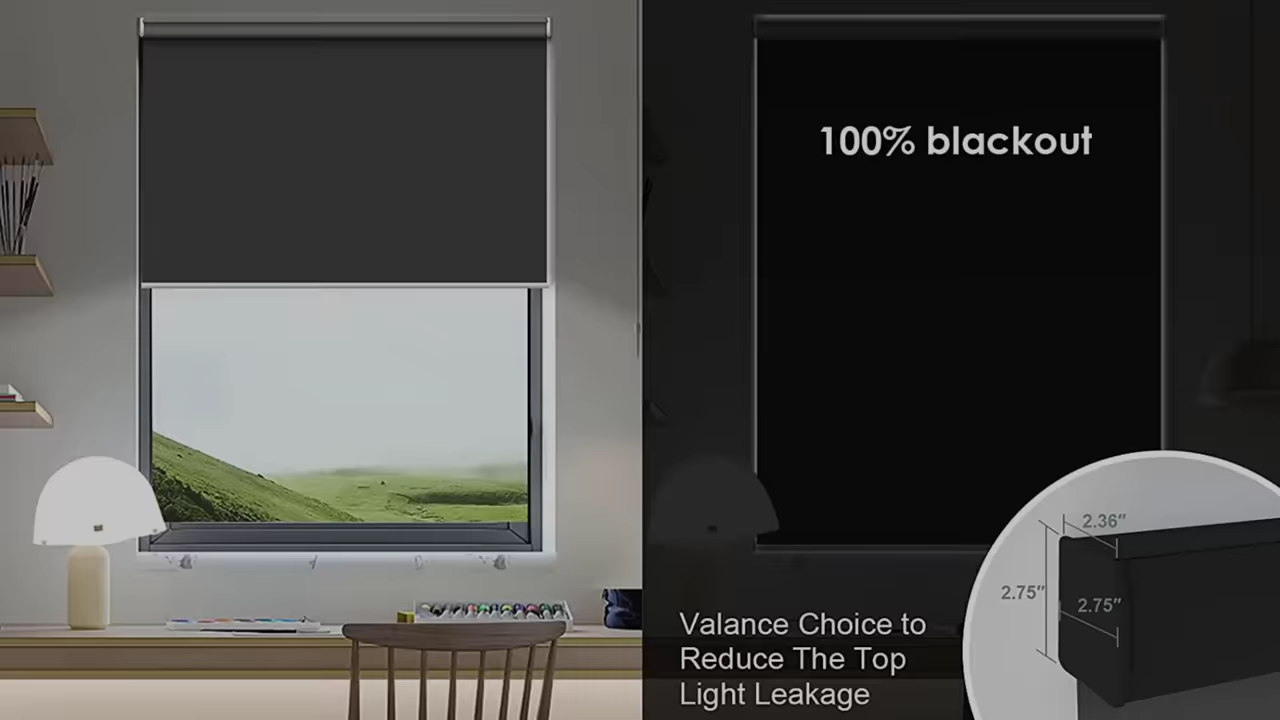 100% blackout
Valance Choice to
Reduce The Top
Light Leakage
2.36″
2.75″
2.75″